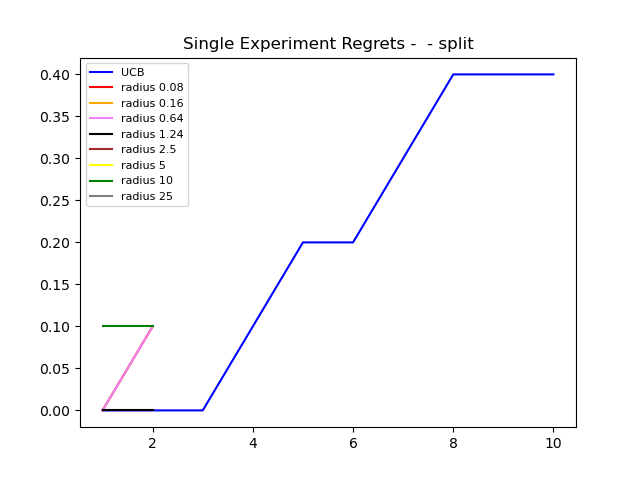 Single Experiment Regrets -  - split
0.40
0.35
0.30
0.25
0.20
0.15
0.10
0.05
0.00
UCB
radius 0.08
radius 0.16
radius 0.64
radius 1.24
radius 2.5
radius 5
radius 10
radius 25
2 4 6 8 10